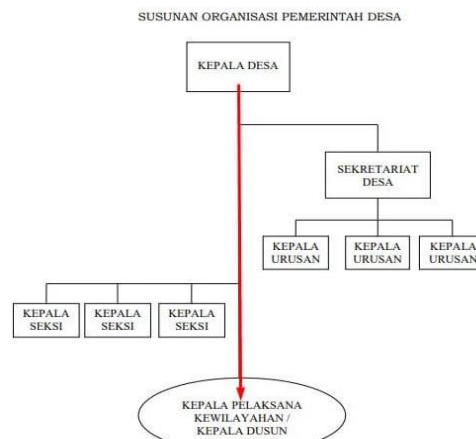 SUSUNAN ORGANISASI PEMERINTAH DESA
KEPALA DESA
SEKRETARIAT
DESA
KEPALA
URUSAN
KEPALA
URUSAN
KEPALA
URUSAN
KEPALA
SEKSI
KEPALA
SEKSI
KEPALA
SEKSI
KEPALA PELAKSANA
KEWILAYAHAN /
KEPALA DUSUN